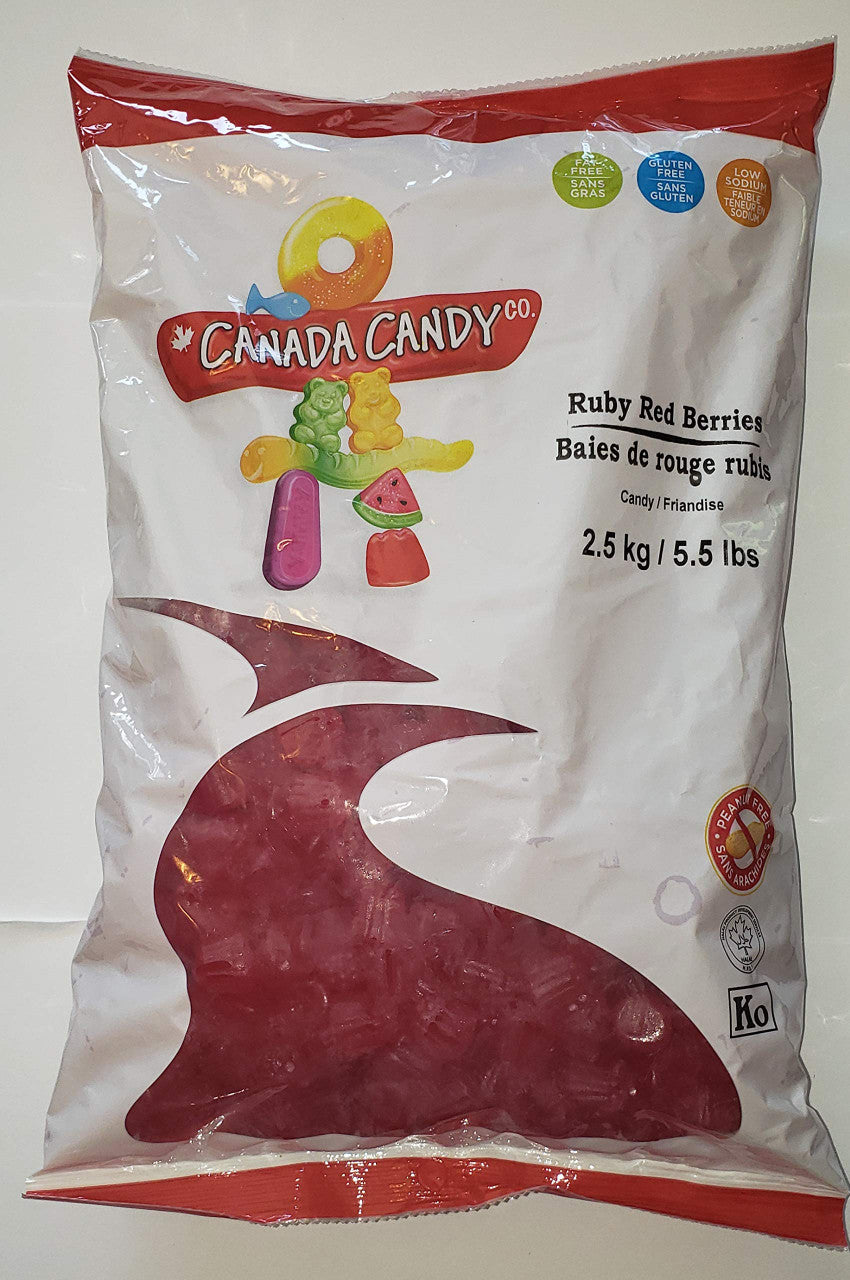 FAT
FREE
SANS
GRAS
GLUTEN
FREE
SANS
GLUTEN
LOW
SODIUM
FAIBLE
TENEUR EN
SODIUM
CANADA CANDY CO.
Ruby Red Berries
Baies de rouge rubis
Candy / Friandise
2.5 kg / 5.5 lbs
PEANUT FREE
SANS ARACHIDES
HALAL
Ko